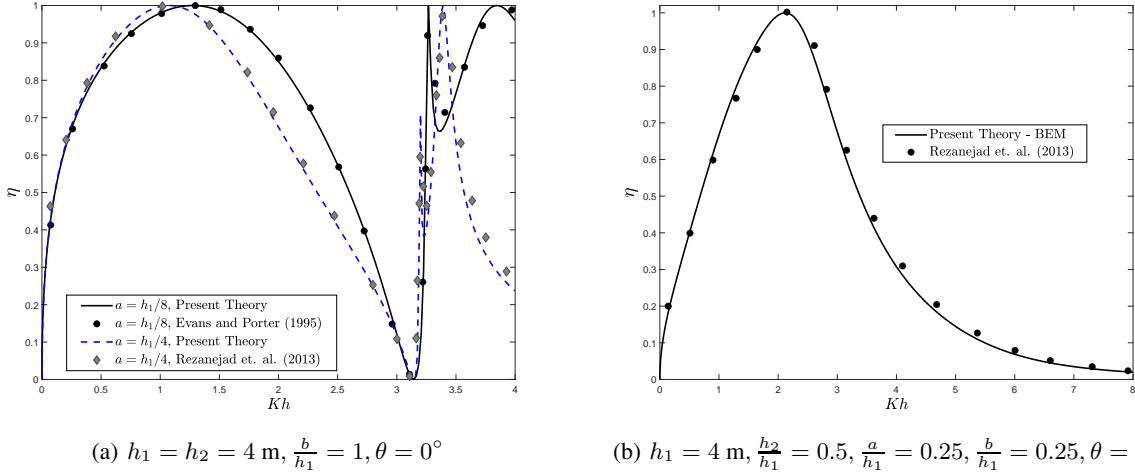 1
0.9
0.8
0.7
0.6
0.5
0.4
0.3
0.2
0.1
0
η
a = h₁/8, Present Theory
a = h₁/8, Evans and Porter (1995)
a = h₁/4, Present Theory
a = h₁/4, Rezanejad et. al. (2013)
0 0.5 1 1.5 2 2.5 3 3.5 4
Kh
(a) h₁ = h₂ = 4 m, b/h₁ = 1, θ = 0°
1
0.9
0.8
0.7
0.6
0.5
0.4
0.3
0.2
0.1
0
η
Present Theory - BEM
Rezanejad et. al. (2013)
0 1 2 3 4 5 6 7 8
Kh
(b) h₁ = 4 m, h₂/h₁ = 0.5, a/h₁ = 0.25, b/h₁ = 0.25, θ =